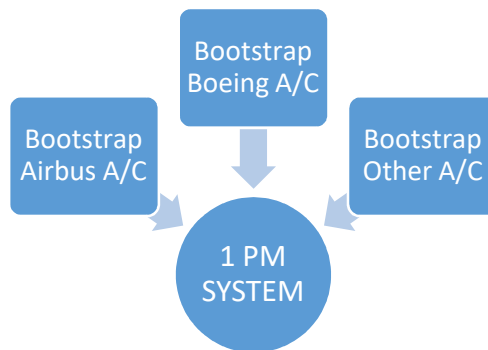 Bootstrap
Boeing A/C
Bootstrap
Airbus A/C
Bootstrap
Other A/C
1 PM
SYSTEM